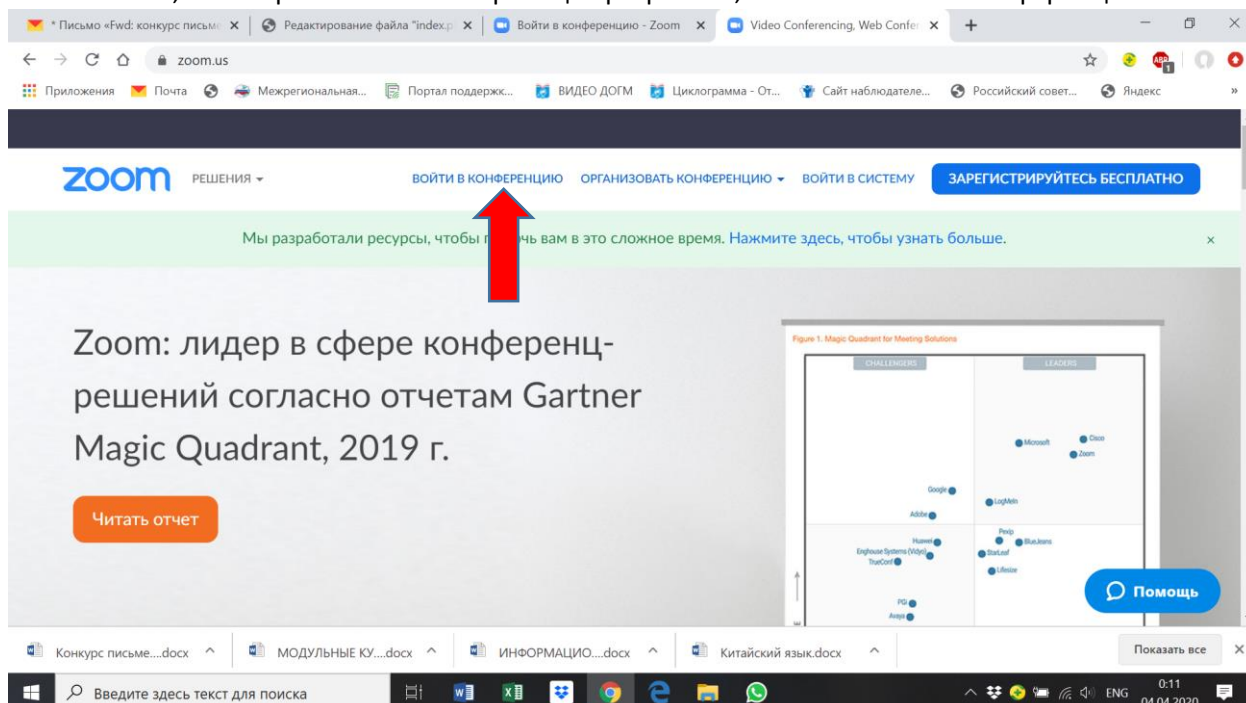 * Письмо «Fwd: конкурс письме
Редактирование файла "index.p
Войти в конференцию - Zoom
Video Conferencing, Web Confer
zoom.us
ABP
1
Приложения
Почта
Межрегиональная...
Портал поддержк...
ВИДЕО ДОГМ
Циклограмма - От...
Сайт наблюдателе...
Российский совет...
Яндекс
»
zoom
РЕШЕНИЯ
ВОЙТИ В КОНФЕРЕНЦИЮ
ОРГАНИЗОВАТЬ КОНФЕРЕНЦИЮ
ВОЙТИ В СИСТЕМУ
ЗАРЕГИСТРИРУЙТЕСЬ БЕСПЛАТНО
Мы разработали ресурсы, чтобы вам в это сложное время. Нажмите здесь, чтобы узнать больше.
Zoom: лидер в сфере конференц-
решений согласно отчетам Gartner
Magic Quadrant, 2019 г.
Читать отчет
Figure 1. Magic Quadrant for Meeting Solutions
CHALLENGERS
LEADERS
Microsoft
Cisco
Zoom
Google
LogMeIn
Adobe
Huawei
Pexip
BlueJeans
Enghouse Systems (Vidyo)
StarLeaf
TrueConf
Lifesize
PGi
Avaya
Помощь
Конкурс письме....docx
МОДУЛЬНЫЕ КУ....docx
ИНФОРМАЦИО....docx
Китайский язык.docx
Показать все
Введите здесь текст для поиска
ENG
0:11
04.04.2020